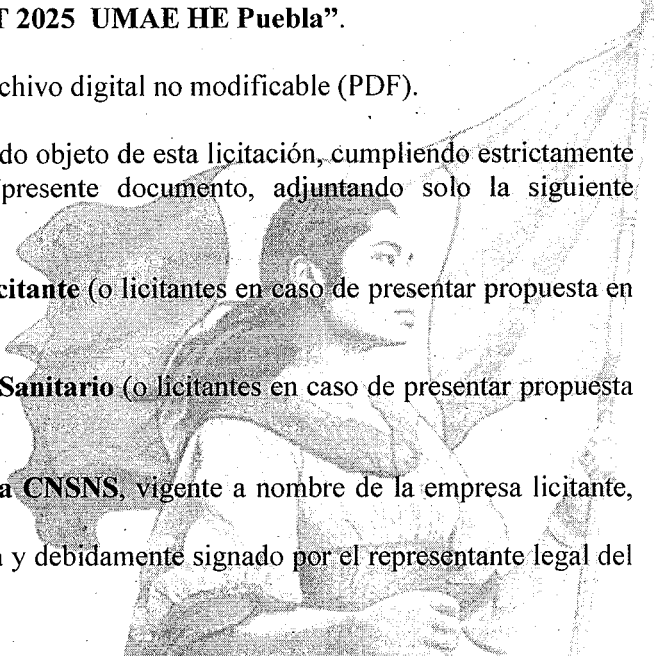 T 2025 UMAE HE Puebla”.
chivo digital no modificable (PDF).
do objeto de esta licitación, cumpliendo estrictamente
presente documento, adjuntando solo la siguiente
citante (o licitantes en caso de presentar propuesta en
Sanitario (o licitantes en caso de presentar propuesta
a CNSNS, vigente a nombre de la empresa licitante,
a y debidamente signado por el representante legal del